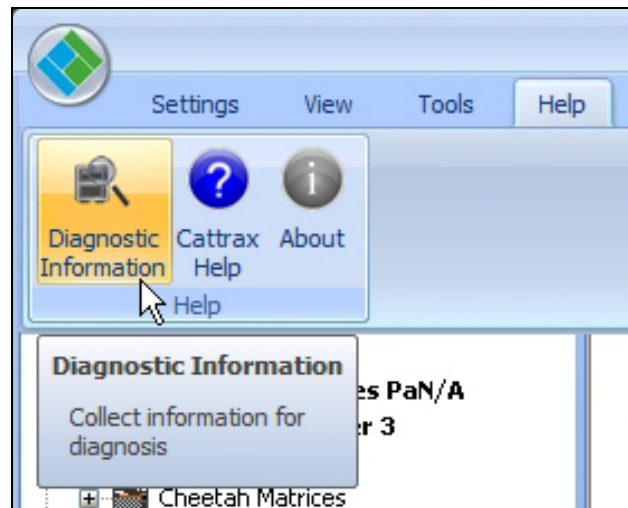 Settings View Tools Help
Diagnostic Information
Cattrax Help
About
Help
Diagnostic Information
Collect information for
diagnosis
PaN/A
3
Cheetah Matrices